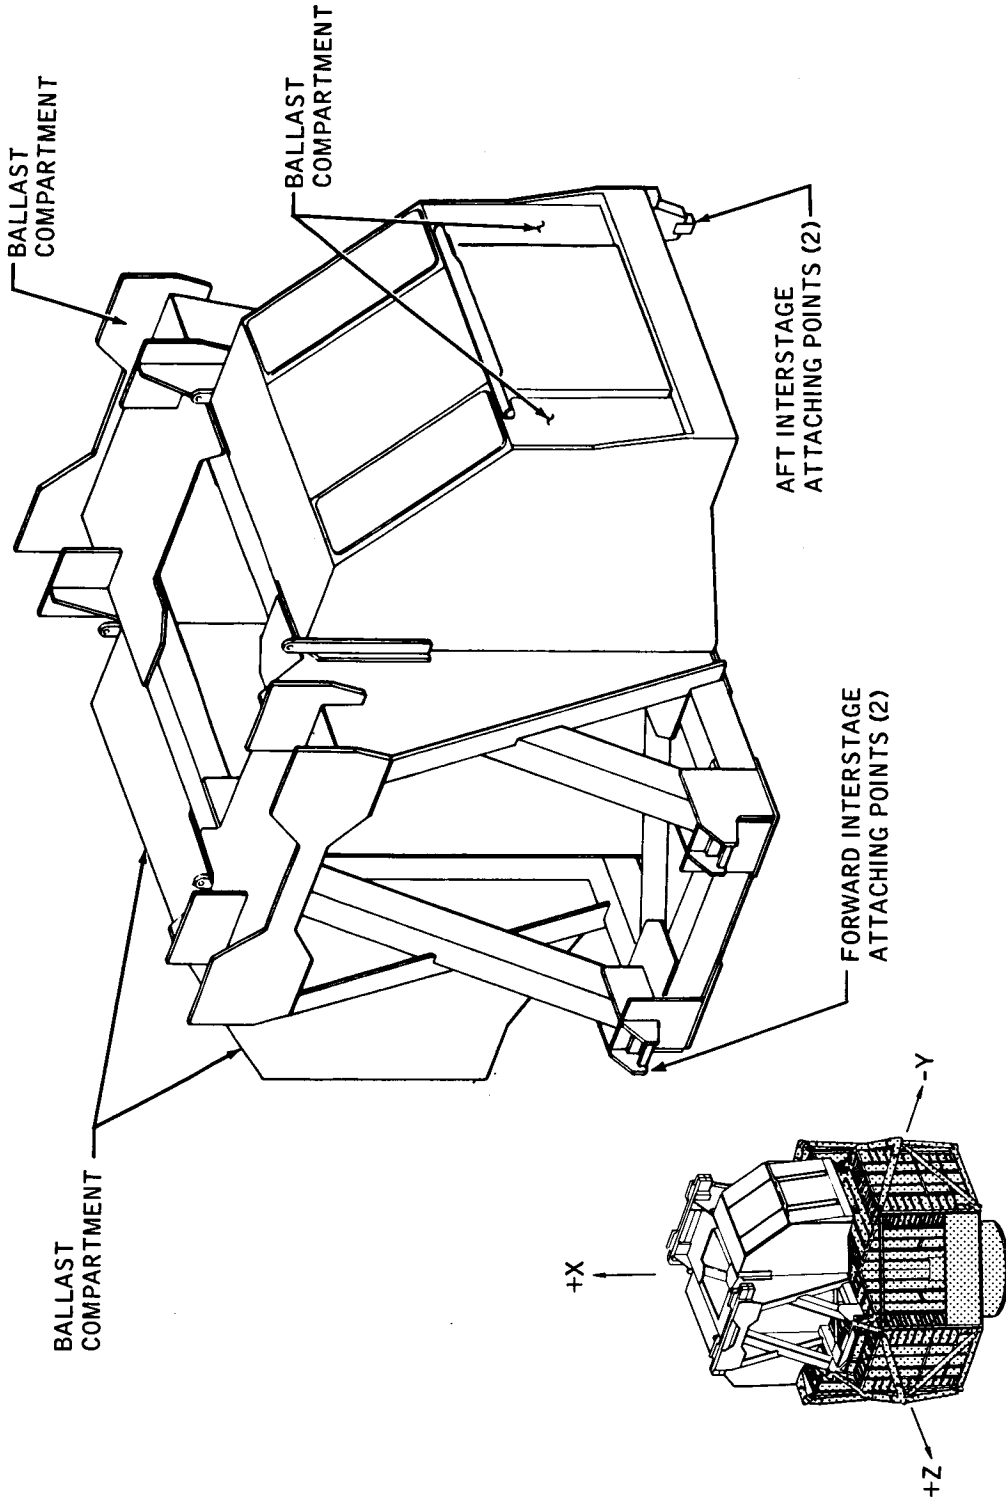 BALLAST
COMPARTMENT
BALLAST
COMPARTMENT
BALLAST
COMPARTMENT
AFT INTERSTAGE
ATTACHING POINTS (2)
FORWARD INTERSTAGE
ATTACHING POINTS (2)
+X
-Y
+Z